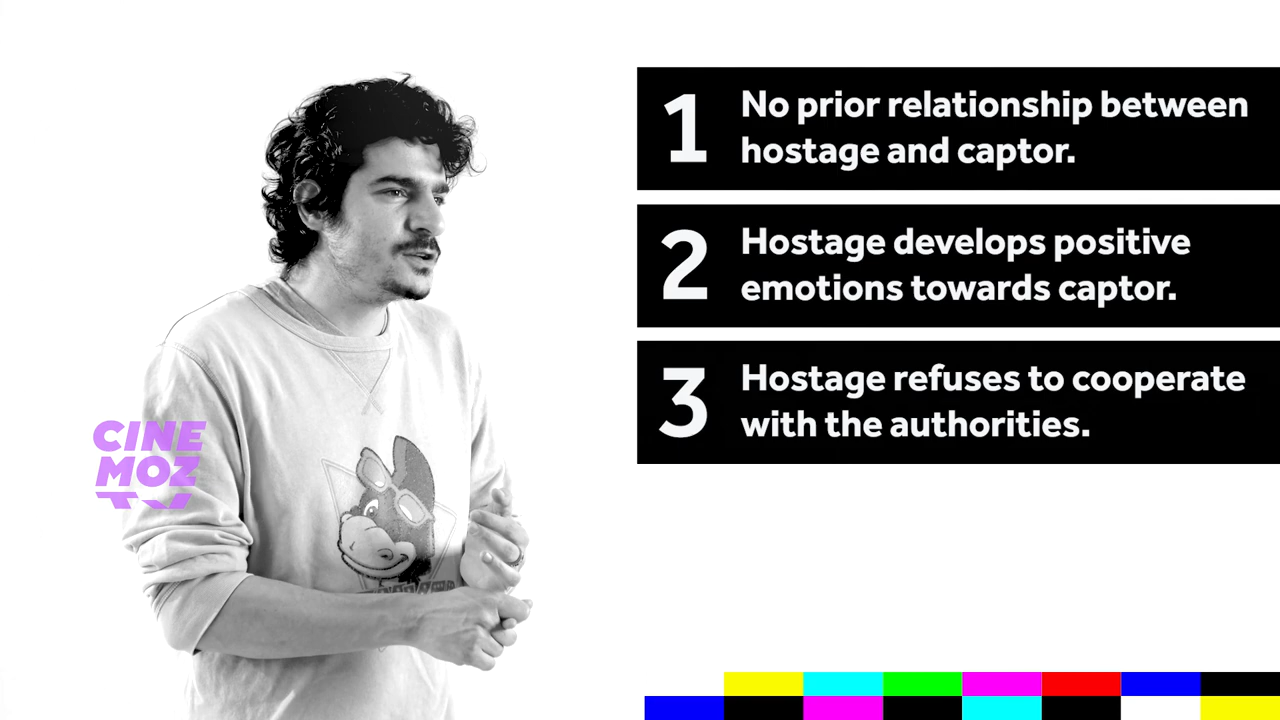 1 No prior relationship between
hostage and captor.
2 Hostage develops positive
emotions towards captor.
3 Hostage refuses to cooperate
with the authorities.
CINE
MOZ
TV